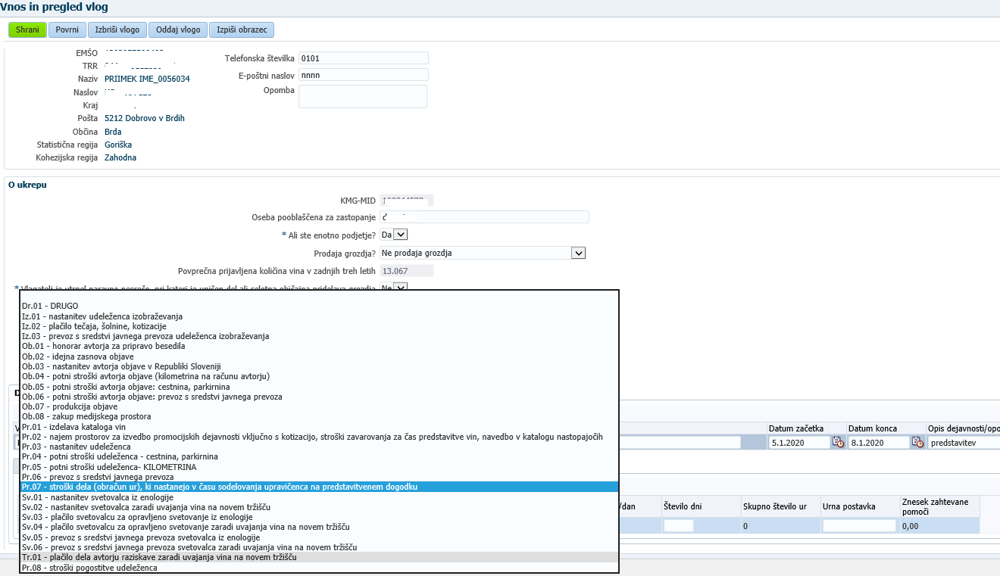 Vnos in pregled vlog
Shrani Povrni Izbriši vlogo Oddaj vlogo Izpiši obrazec
EMŠO
TRR
Naziv PRIIMEK IME_0056034
Naslov
Kraj
Pošta 5212 Dobrovo v Brdih
Občina Brda
Statistična regija Goriška
Kohezijska regija Zahodna
Telefonska številka 0101
E-poštni naslov nnnn
Opomba
O ukrepu
KMG-MID
Oseba pooblaščena za zastopanje
* Ali ste enotno podjetje? Da
Prodaja grozdja? Ne prodaja grozdja
Povprečna prijavljena količina vina v zadnjih treh letih 13.067
* Vlagatelj je utrpel naravno nesrečo, pri kateri je uničen del ali celotna običajna pridelava grozdja Ne
Dr.01 - DRUGO
Iz.01 - nastanitev udeleženca izobraževanja
Iz.02 - plačilo tečaja, šolnine, kotizacije
Iz.03 - prevoz s sredstvi javnega prevoza udeleženca izobraževanja
Ob.01 - honorar avtorja za pripravo besedila
Ob.02 - idejna zasnova objave
Ob.03 - nastanitev avtorja objave v Republiki Sloveniji
Ob.04 - potni stroški avtorja objave (kilometrina na računu avtorju)
Ob.05 - potni stroški avtorja objave: cestnina, parkirnina
Ob.06 - potni stroški avtorja objave: prevoz s sredstvi javnega prevoza
Ob.07 - produkcija objave
Ob.08 - zakup medijskega prostora
Pr.01 - izdelava kataloga vin
Pr.02 - najem prostorov za izvedbo promocijskih dejavnosti vključno s kotizacijo, stroški zavarovanja za čas predstavitve vin, navedbo v katalogu nastopajočih
Pr.03 - nastanitev udeleženca
Pr.04 - potni stroški udeleženca - cestnina, parkirnina
Pr.05 - potni stroški udeleženca- KILOMETRINA
Pr.06 - prevoz s sredstvi javnega prevoza
Pr.07 - stroški dela (obračun ur), ki nastanejo v času sodelovanja upravičenca na predstavitvenem dogodku
Sv.01 - nastanitev svetovalca iz enologije
Sv.02 - nastanitev svetovalca zaradi uvajanja vina na novem tržišču
Sv.03 - plačilo svetovalcu za opravljeno svetovanje iz enologije
Sv.04 - plačilo svetovalcu za opravljeno svetovanje zaradi uvajanja vina na novem tržišču
Sv.05 - prevoz s sredstvi javnega prevoza svetovalca iz enologije
Sv.06 - prevoz s sredstvi javnega prevoza svetovalca zaradi uvajanja vina na novem tržišču
Tr.01 - plačilo dela avtorju raziskave zaradi uvajanja vina na novem tržišču
Pr.08 - stroški pogostitve udeleženca
Datum začetka Datum konca Opis dejavnosti/opo
5.1.2020 8.1.2020 predstavitev
/dan Število dni Skupno število ur Urna postavka Znesek zahtevane pomoči
0 0,00